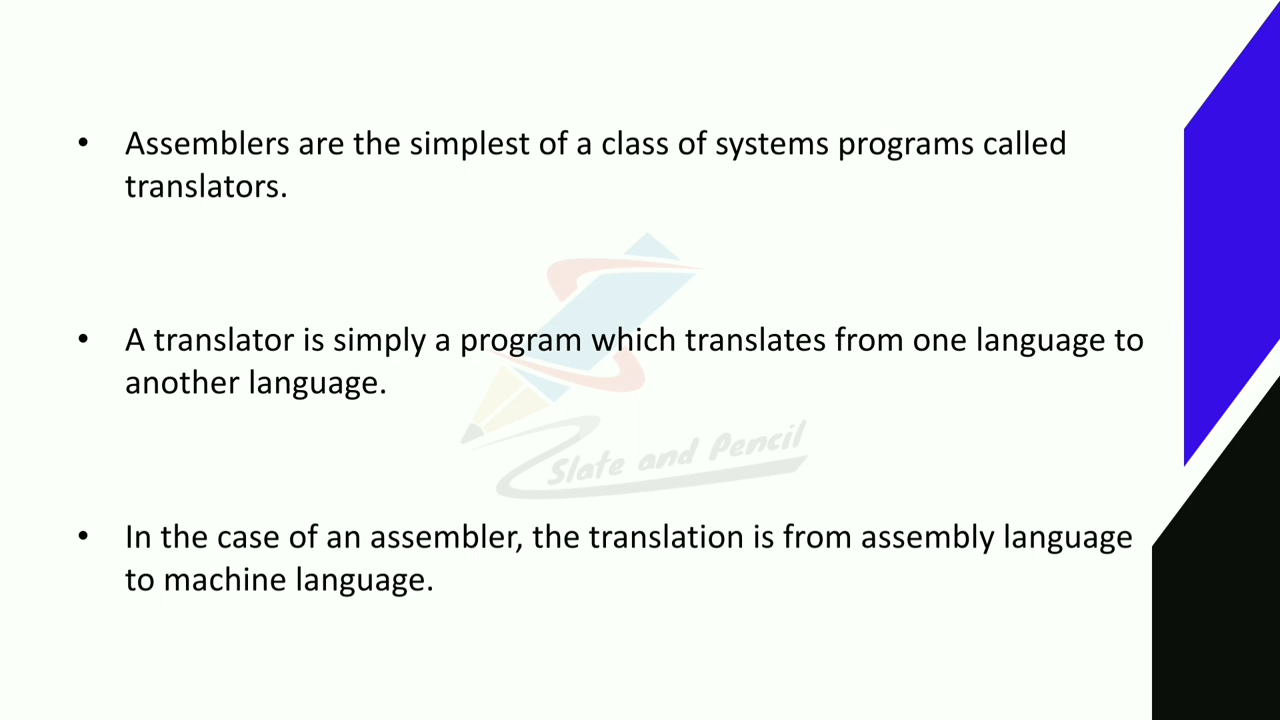 • Assemblers are the simplest of a class of systems programs called
translators.
• A translator is simply a program which translates from one language to
another language.
Slate and Pencil
• In the case of an assembler, the translation is from assembly language
to machine language.